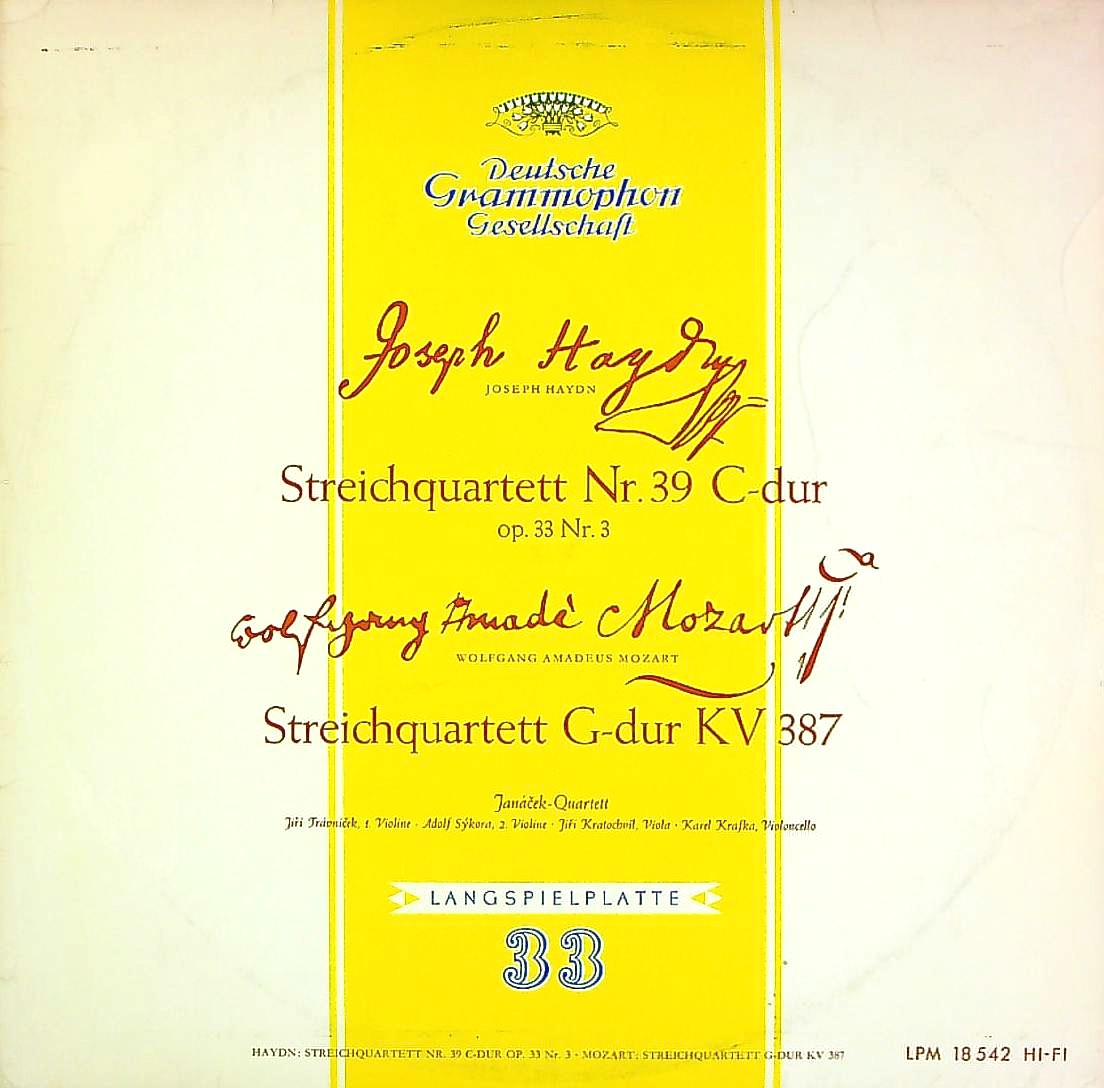 Deutsche
Grammophon
Gesellschaft
Joseph Haydn
JOSEPH HAYDN
Streichquartett Nr. 39 C-dur
op. 33 Nr. 3
Wolfgang Amadè Mozart
WOLFGANG AMADEUS MOZART
Streichquartett G-dur KV 387
Janáček-Quartett
Jiří Trávníček, 1. Violine · Adolf Sýkora, 2. Violine · Jiří Kratochvíl, Viola · Karel Krafka, Violoncello
LANGSPIELPLATTE
33
HAYDN: STREICHQUARTETT NR. 39 C-DUR OP. 33 Nr. 3 · MOZART: STREICHQUARTETT G-DUR KV 387
LPM 18 542 HI-FI